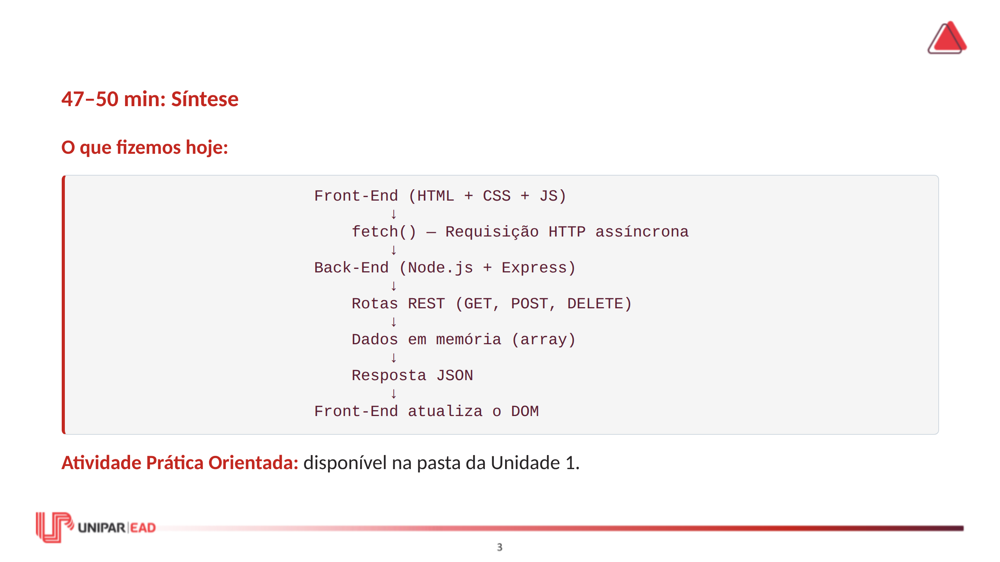 47–50 min: Síntese
O que fizemos hoje:
Front-End (HTML + CSS + JS)
↓
fetch() — Requisição HTTP assíncrona
↓
Back-End (Node.js + Express)
↓
Rotas REST (GET, POST, DELETE)
↓
Dados em memória (array)
↓
Resposta JSON
↓
Front-End atualiza o DOM
Atividade Prática Orientada: disponível na pasta da Unidade 1.
UNIPAR|EAD
3